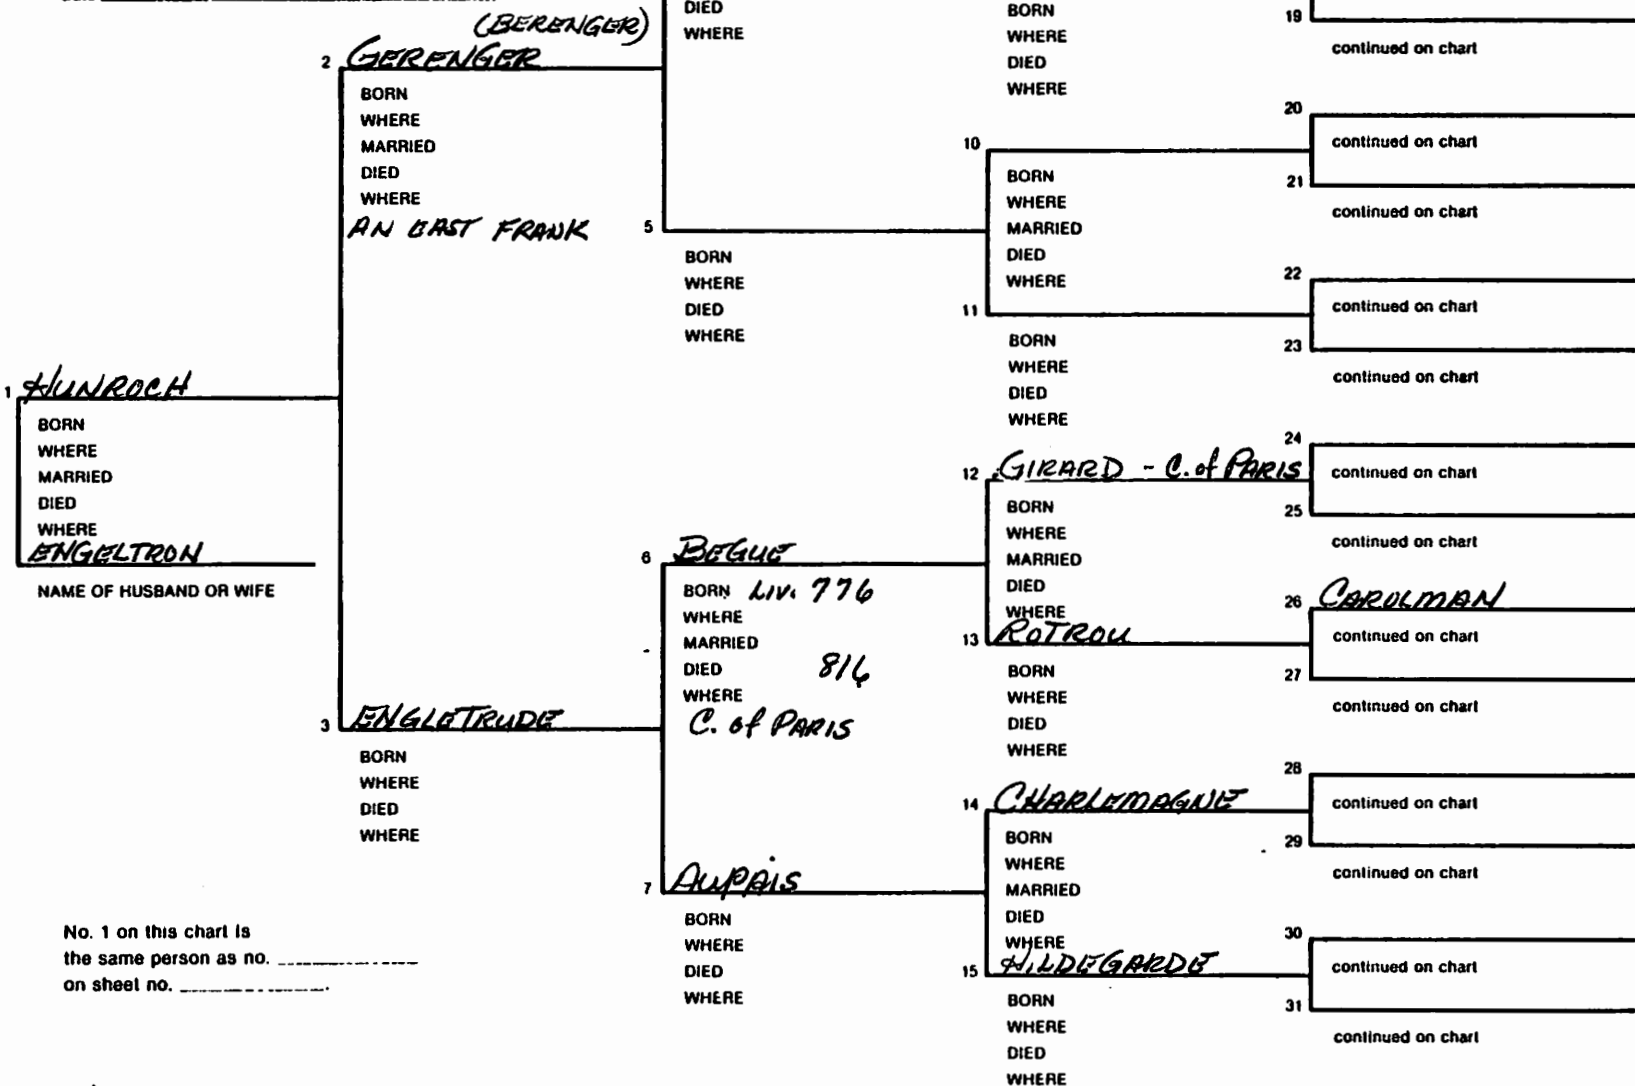 DIED
WHERE
BORN
WHERE
DIED
WHERE
19
continued on chart
(BERENGER)
2 GERENGER
BORN
WHERE
MARRIED
DIED
WHERE
AN EAST FRANK
5
BORN
WHERE
DIED
WHERE
10
BORN
WHERE
MARRIED
DIED
WHERE
11
BORN
WHERE
DIED
WHERE
20
continued on chart
21
continued on chart
22
continued on chart
23
continued on chart
1 HUNROCH
BORN
WHERE
MARRIED
DIED
WHERE
ENGELTRON
NAME OF HUSBAND OR WIFE
3 ENGLETRUDE
BORN
WHERE
DIED
WHERE
6 BEGUE
BORN LIV. 776
WHERE
MARRIED
DIED 816
WHERE
C. of PARIS
7 AUPAIS
BORN
WHERE
DIED
WHERE
12 GIRARD - C. of PARIS
BORN
WHERE
MARRIED
DIED
WHERE
13 ROTROU
BORN
WHERE
DIED
WHERE
14 CHARLEMAGNE
BORN
WHERE
MARRIED
DIED
WHERE
15 HILDEGARDE
BORN
WHERE
DIED
WHERE
24
continued on chart
25
continued on chart
26 CAROLMAN
continued on chart
27
continued on chart
28
continued on chart
29
continued on chart
30
continued on chart
31
continued on chart
No. 1 on this chart is
the same person as no.
on sheet no. .